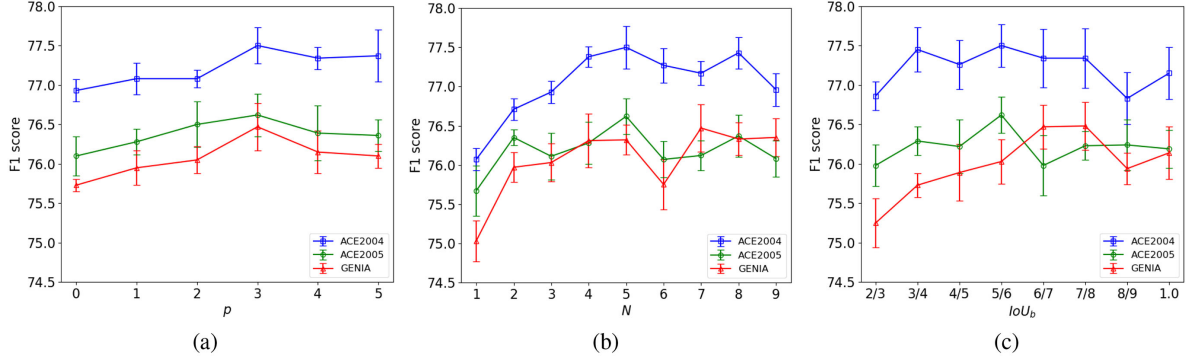 F1 score
78.0
77.5
77.0
76.5
76.0
75.5
75.0
74.5
0 1 2 3 4 5
p
ACE2004
ACE2005
GENIA
(a)
F1 score
78.0
77.5
77.0
76.5
76.0
75.5
75.0
74.5
1 2 3 4 5 6 7 8 9
N
ACE2004
ACE2005
GENIA
(b)
F1 score
78.0
77.5
77.0
76.5
76.0
75.5
75.0
74.5
2/3 3/4 4/5 5/6 6/7 7/8 8/9 1.0
IoU_b
ACE2004
ACE2005
GENIA
(c)